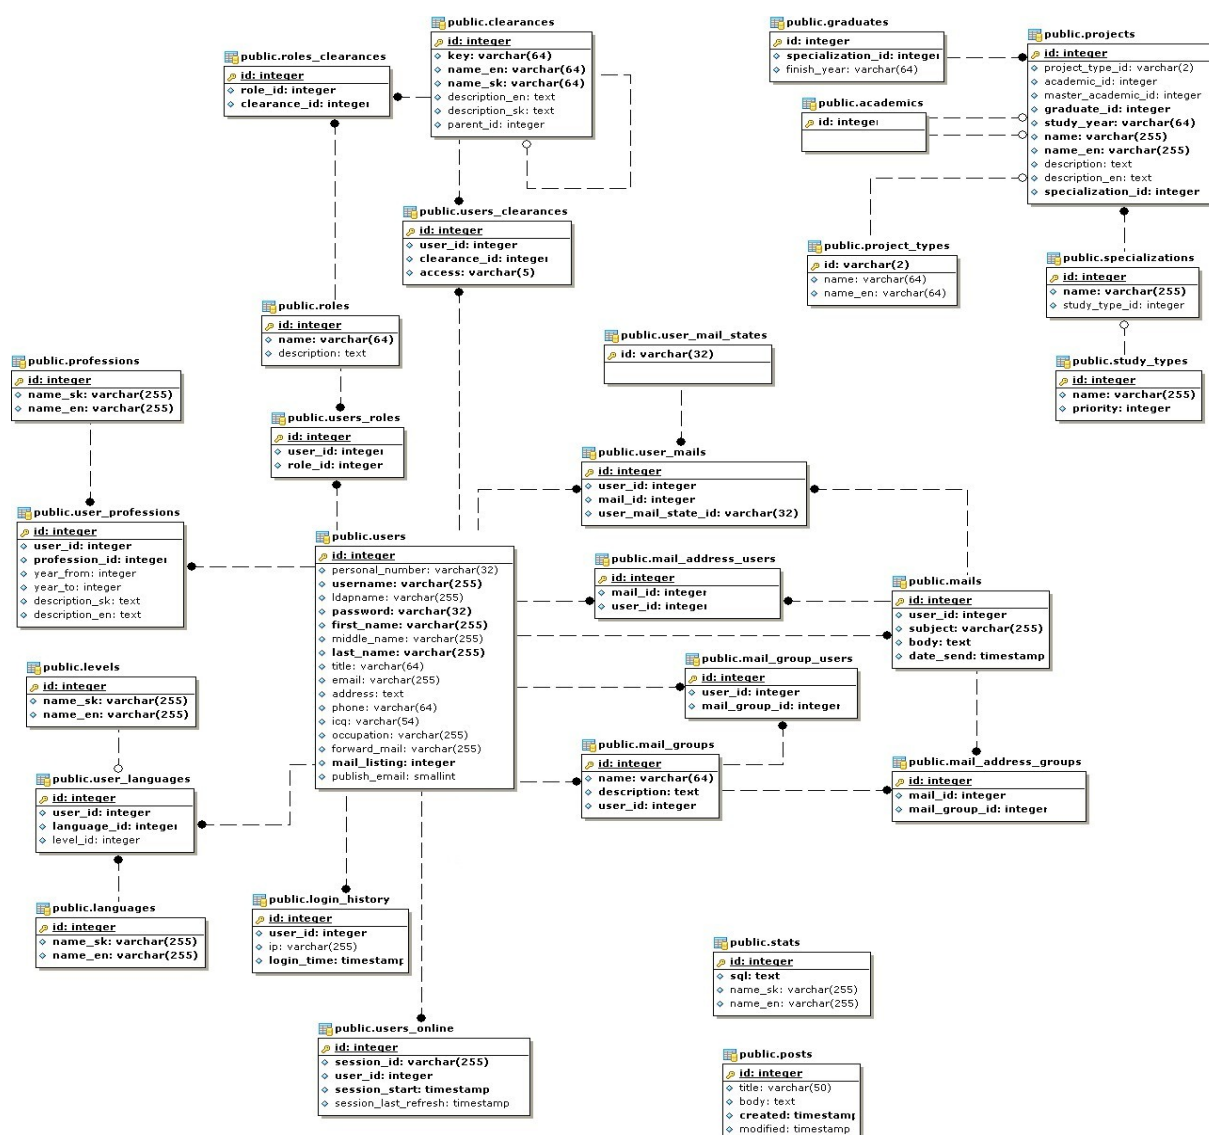 public.clearances
id: integer
key: varchar(64)
name_en: varchar(64)
name_sk: varchar(64)
description_en: text
description_sk: text
parent_id: integer
public.roles_clearances
id: integer
role_id: integer
clearance_id: integer
public.graduates
id: integer
specialization_id: integer
finish_year: varchar(64)
public.projects
id: integer
project_type_id: varchar(2)
academic_id: integer
master_academic_id: integer
graduate_id: integer
study_year: varchar(64)
name: varchar(255)
name_en: varchar(255)
description: text
description_en: text
specialization_id: integer
public.academics
id: integer
public.users_clearances
id: integer
user_id: integer
clearance_id: integer
access: varchar(5)
public.project_types
id: varchar(2)
name: varchar(64)
name_en: varchar(64)
public.specializations
id: integer
name: varchar(255)
study_type_id: integer
public.roles
id: integer
name: varchar(64)
description: text
public.user_mail_states
id: varchar(32)
public.study_types
id: integer
name: varchar(255)
priority: integer
public.professions
id: integer
name_sk: varchar(255)
name_en: varchar(255)
public.users_roles
id: integer
user_id: integer
role_id: integer
public.user_mails
id: integer
user_id: integer
mail_id: integer
user_mail_state_id: varchar(32)
public.user_professions
id: integer
user_id: integer
profession_id: integer
year_from: integer
year_to: integer
description_sk: text
description_en: text
public.users
id: integer
personal_number: varchar(32)
username: varchar(255)
ldapname: varchar(255)
password: varchar(32)
first_name: varchar(255)
middle_name: varchar(255)
last_name: varchar(255)
title: varchar(64)
email: varchar(255)
address: text
phone: varchar(64)
icq: varchar(54)
occupation: varchar(255)
forward_mail: varchar(255)
mail_listing: integer
publish_email: smallint
public.mail_address_users
id: integer
mail_id: integer
user_id: integer
public.mails
id: integer
user_id: integer
subject: varchar(255)
body: text
date_send: timestamp
public.levels
id: integer
name_sk: varchar(255)
name_en: varchar(255)
public.mail_group_users
id: integer
user_id: integer
mail_group_id: integer
public.mail_groups
id: integer
name: varchar(64)
description: text
user_id: integer
public.mail_address_groups
id: integer
mail_id: integer
mail_group_id: integer
public.user_languages
id: integer
user_id: integer
language_id: integer
level_id: integer
public.login_history
id: integer
user_id: integer
ip: varchar(255)
login_time: timestamp
public.languages
id: integer
name_sk: varchar(255)
name_en: varchar(255)
public.stats
id: integer
sql: text
name_sk: varchar(255)
name_en: varchar(255)
public.users_online
id: integer
session_id: varchar(255)
user_id: integer
session_start: timestamp
session_last_refresh: timestamp
public.posts
id: integer
title: varchar(50)
body: text
created: timestamp
modified: timestamp